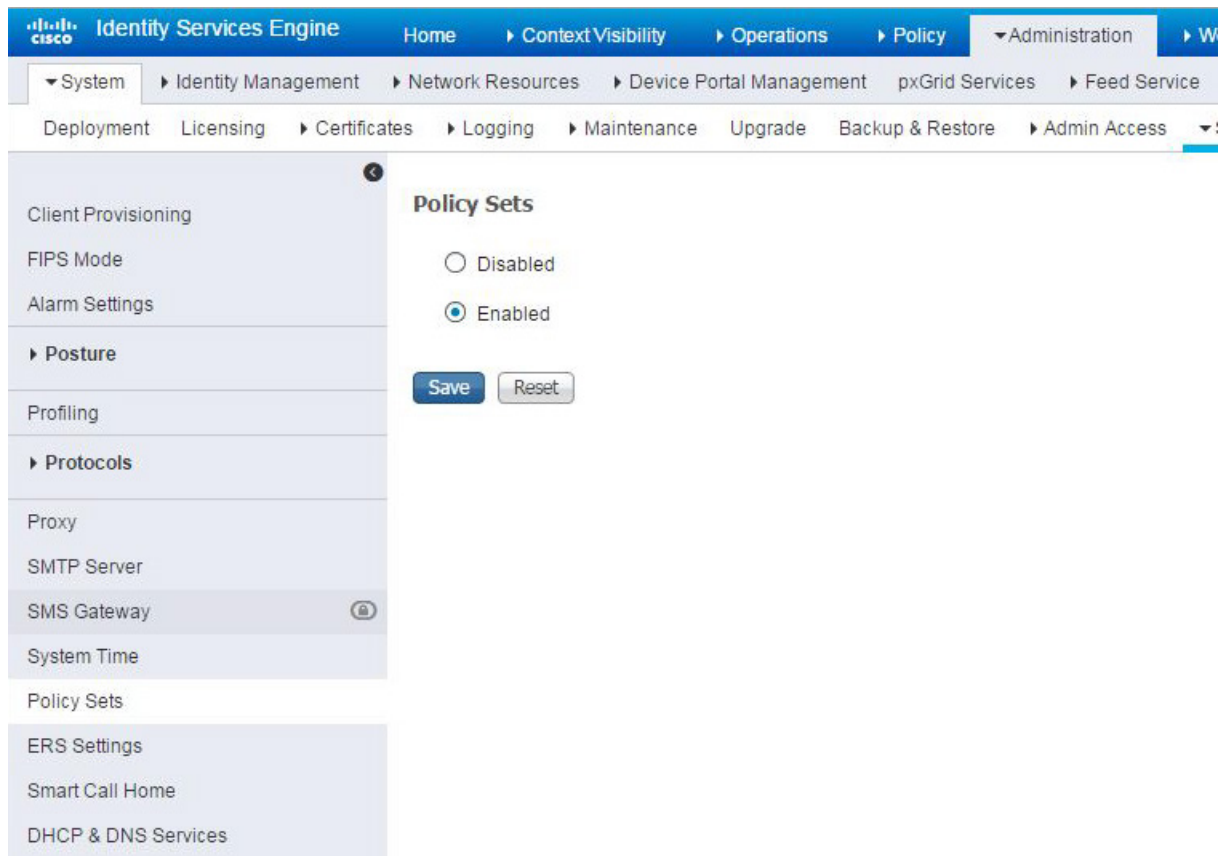 cisco Identity Services Engine Home Context Visibility Operations Policy Administration
System Identity Management Network Resources Device Portal Management pxGrid Services Feed Service
Deployment Licensing Certificates Logging Maintenance Upgrade Backup & Restore Admin Access
Client Provisioning
FIPS Mode
Alarm Settings
Posture
Profiling
Protocols
Proxy
SMTP Server
SMS Gateway
System Time
Policy Sets
ERS Settings
Smart Call Home
DHCP & DNS Services
Policy Sets
Disabled
Enabled
Save Reset